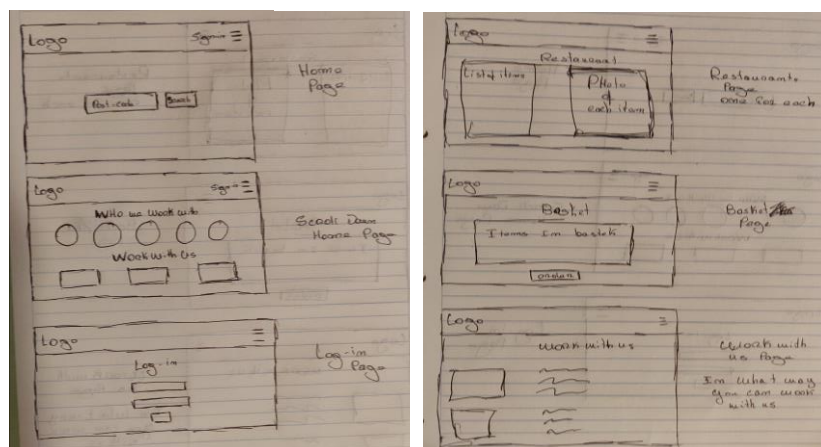 Logo Sign in
Home
Page
Post-code Search
Logo Sign in
Who we Work with
Work with Us
Scroll Down
Home Page
Logo
Log-in
Log-in
Page
Logo
Restaurant
List of items
Photo
of
each item
Restaurants
Page
one for each
Logo
Basket
Items In basket
Basket
Page
Logo
work with us
Work with
us Page
In what way
you can work
with us